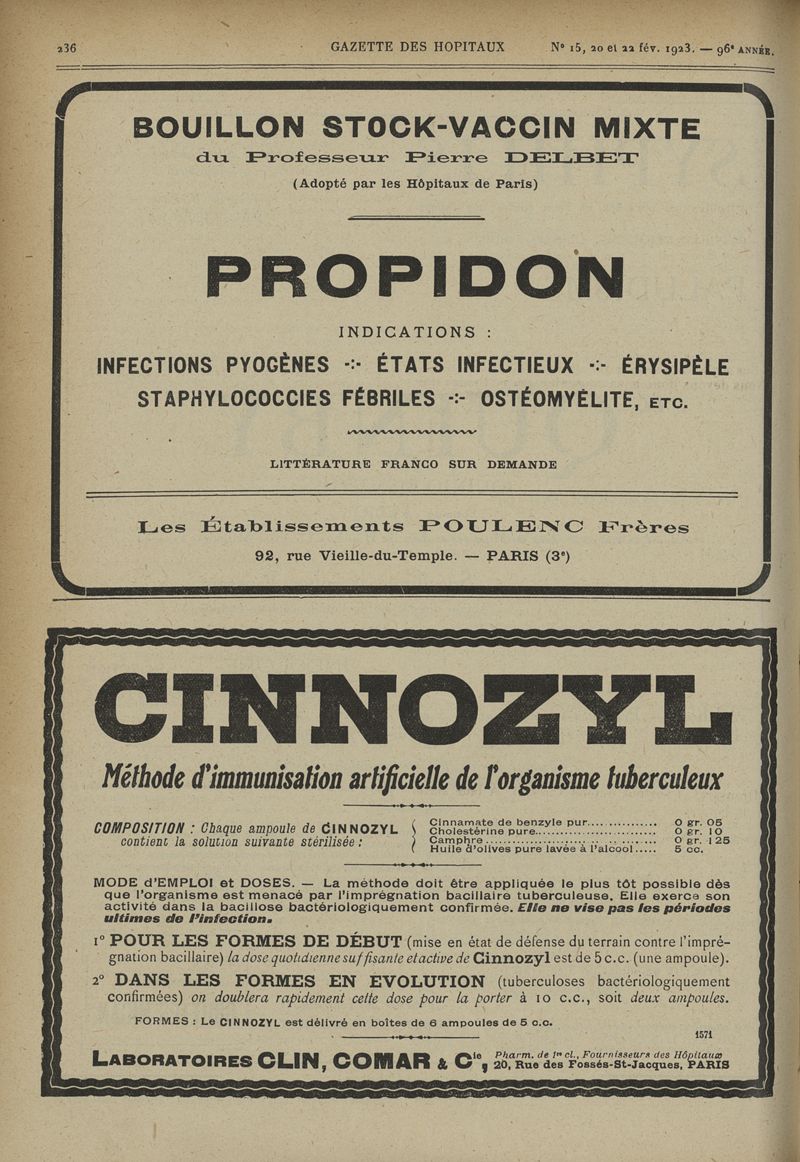 236 GAZETTE DES HOPITAUX N° 15, 20 et 22 fév. 1923. — 96e ANNÉE.
BOUILLON STOCK-VACCIN MIXTE
du Professeur Pierre DELBET
(Adopté par les Hôpitaux de Paris)
PROPIDON
INDICATIONS :
INFECTIONS PYOGÈNES -:- ÉTATS INFECTIEUX -:- ÉRYSIPÈLE
STAPHYLOCOCCIES FÉBRILES -:- OSTÉOMYÉLITE, ETC.
LITTÉRATURE FRANCO SUR DEMANDE
Les Établissements POULENC Frères
92, rue Vieille-du-Temple. — PARIS (3e)
CINNOZYL
Méthode d'immunisation artificielle de l'organisme tuberculeux
COMPOSITION : Chaque ampoule de CINNOZYL
contient la solution suivante stérilisée :
Cinnamate de benzyle pur............... 0 gr. 05
Cholestérine pure........................... 0 gr. 10
Camphre...................................... 0 gr. 125
Huile d'olives pure lavée à l'alcool..... 5 cc.
MODE d'EMPLOI et DOSES. — La méthode doit être appliquée le plus tôt possible dès
que l'organisme est menacé par l'imprégnation bacillaire tuberculeuse. Elle exerce son
activité dans la bacillose bactériologiquement confirmée. Elle ne vise pas les périodes
ultimes de l'infection.
1° POUR LES FORMES DE DÉBUT (mise en état de défense du terrain contre l'impré-
gnation bacillaire) la dose quotidienne suffisante et active de Cinnozyl est de 5 c.c. (une ampoule).
2° DANS LES FORMES EN EVOLUTION (tuberculoses bactériologiquement
confirmées) on doublera rapidement cette dose pour la porter à 10 c.c., soit deux ampoules.
FORMES : Le CINNOZYL est délivré en boîtes de 6 ampoules de 5 c.c.
1571
LABORATOIRES CLIN, COMAR & Cie, Pharm. de 1re cl., Fournisseurs des Hôpitaux
20, Rue des Fossés-St-Jacques, PARIS